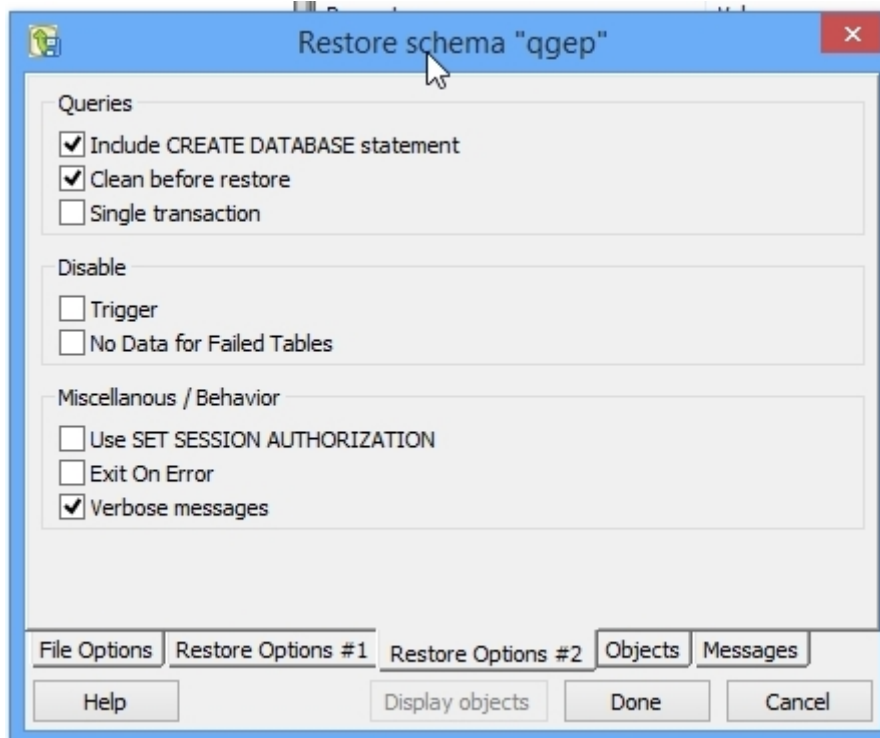 Restore schema "qgep"
Queries
Include CREATE DATABASE statement
Clean before restore
Single transaction
Disable
Trigger
No Data for Failed Tables
Miscellanous / Behavior
Use SET SESSION AUTHORIZATION
Exit On Error
Verbose messages
File Options Restore Options #1 Restore Options #2 Objects Messages
Help Display objects Done Cancel